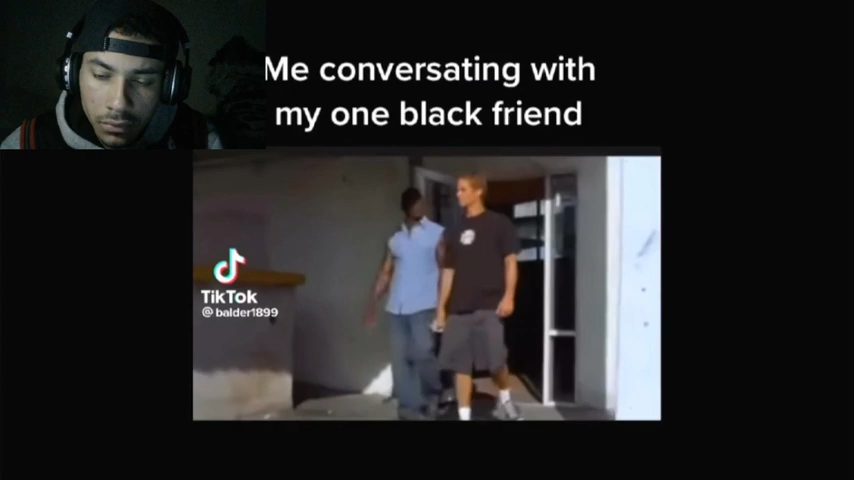 Me conversating with
my one black friend
TikTok
@balder1899